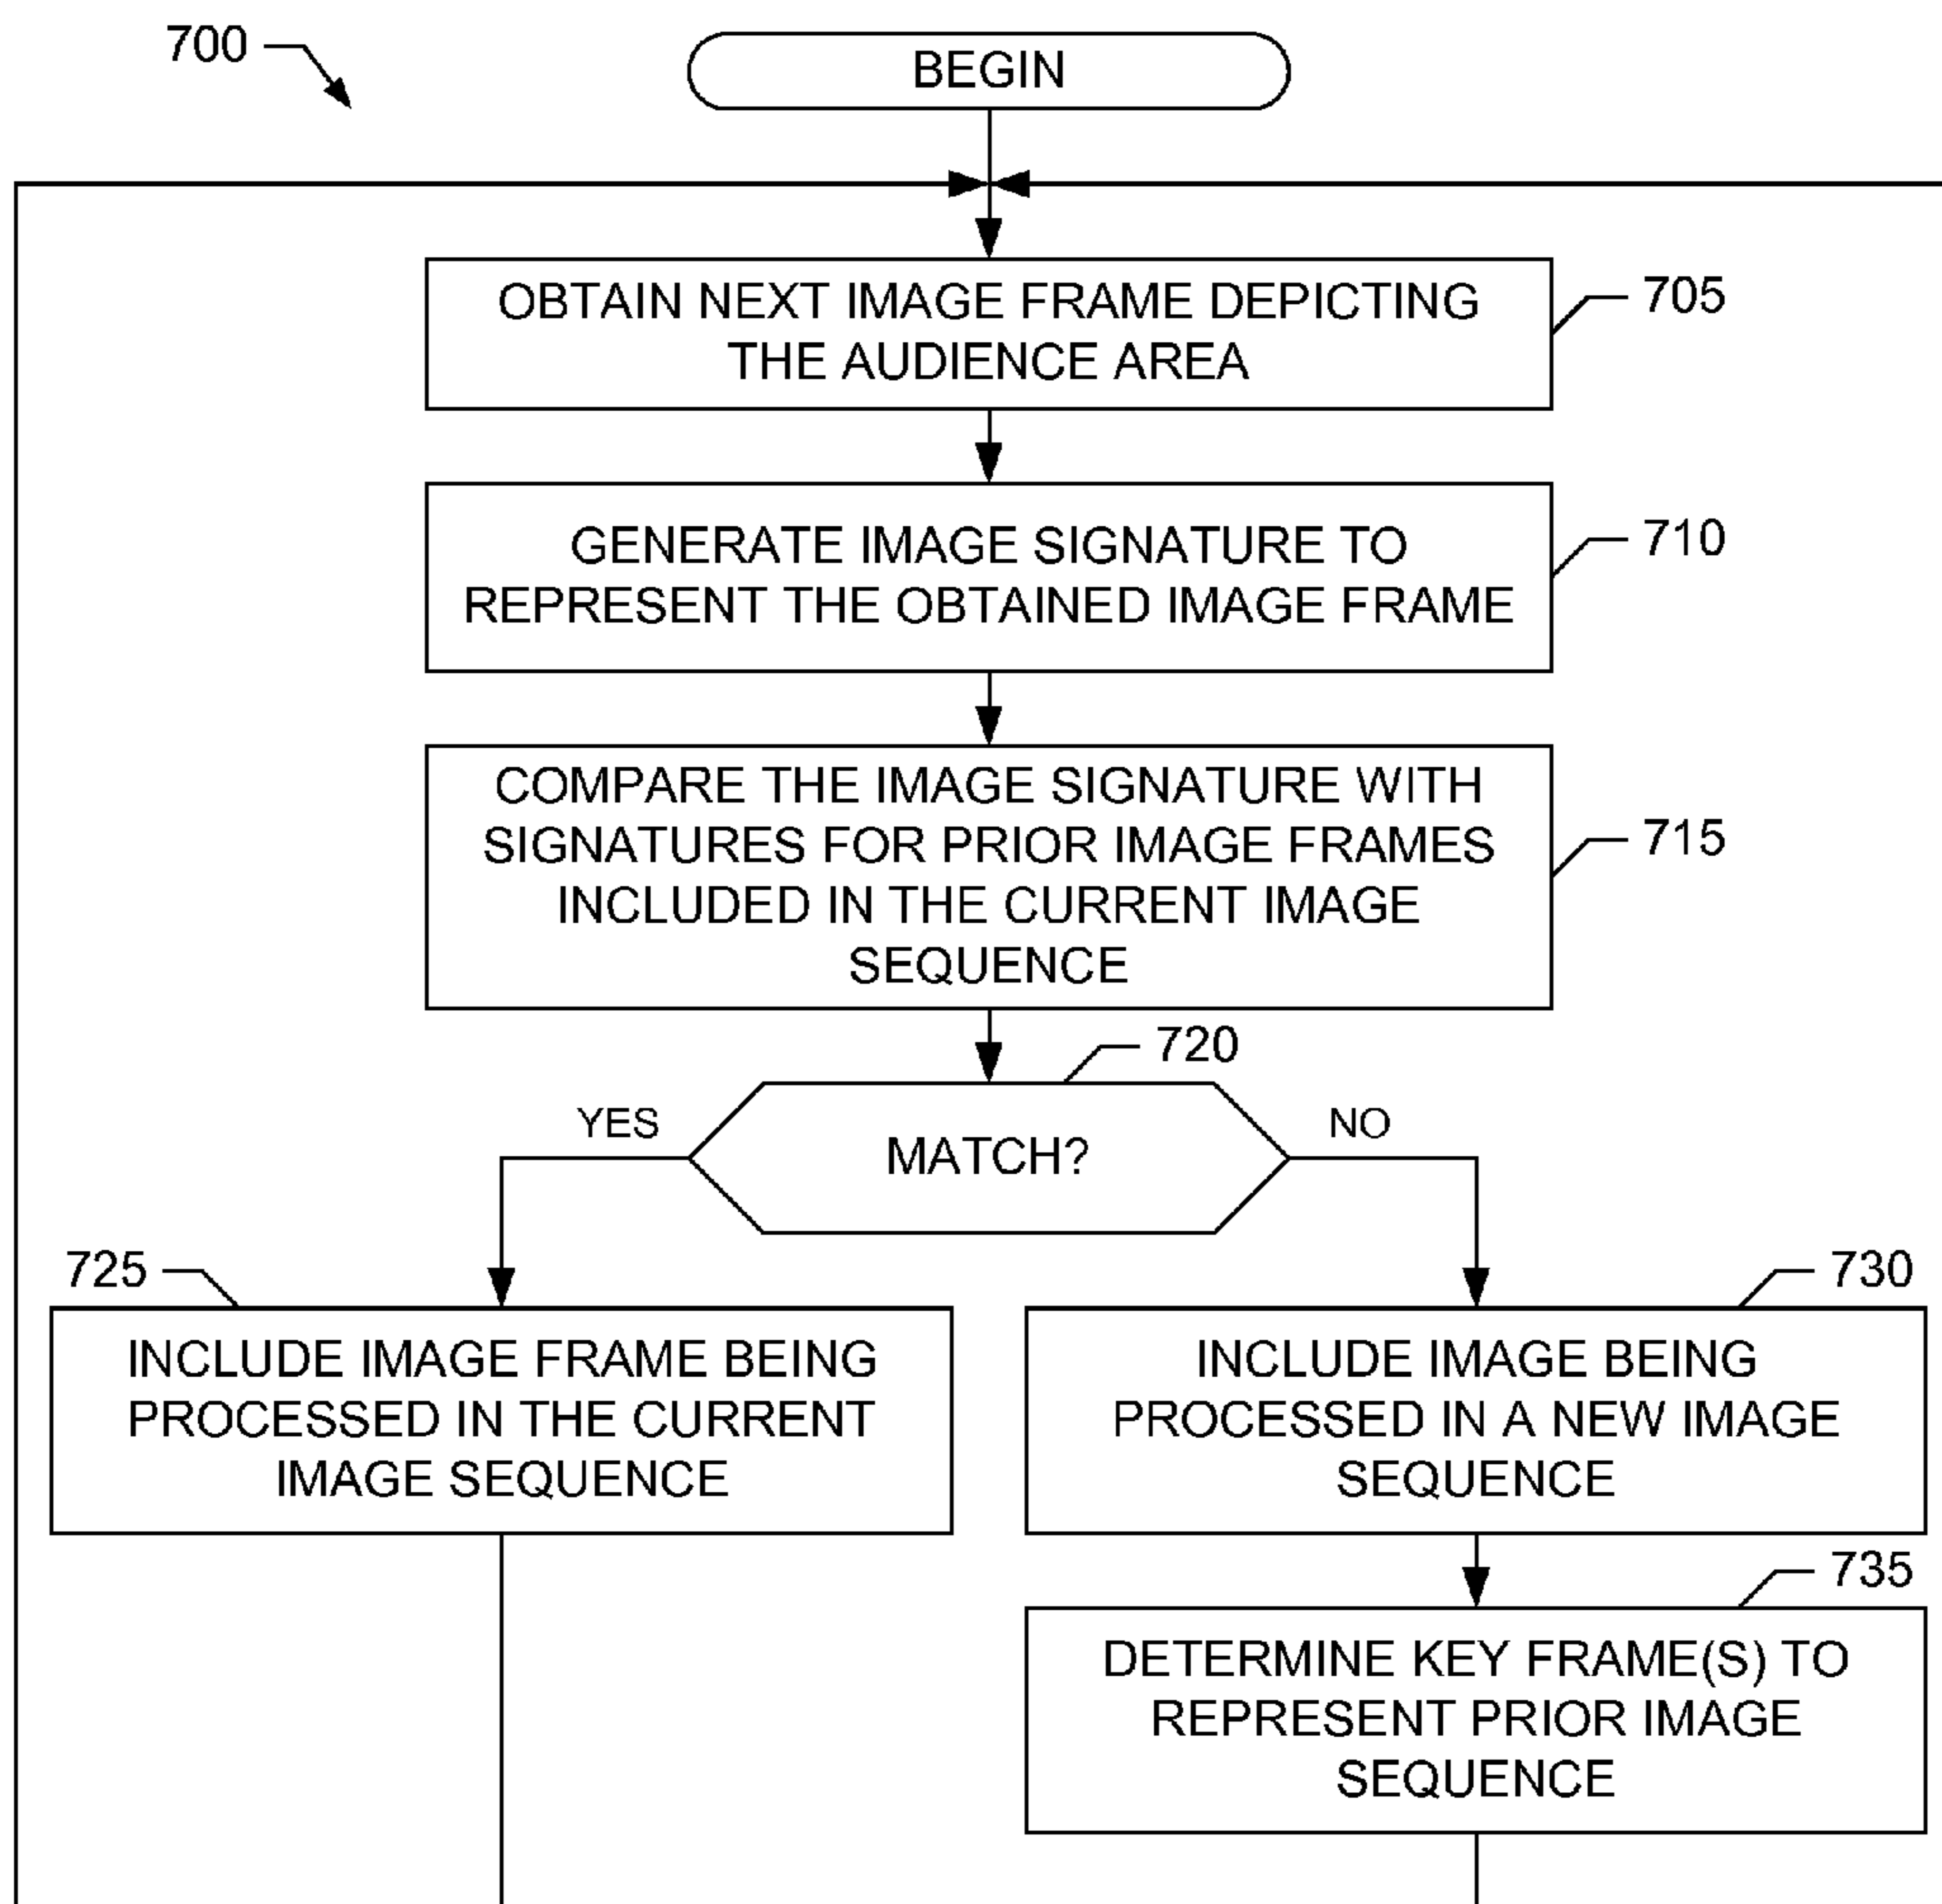 700
BEGIN
OBTAIN NEXT IMAGE FRAME DEPICTING
THE AUDIENCE AREA
705
GENERATE IMAGE SIGNATURE TO
REPRESENT THE OBTAINED IMAGE FRAME
710
COMPARE THE IMAGE SIGNATURE WITH
SIGNATURES FOR PRIOR IMAGE FRAMES
INCLUDED IN THE CURRENT IMAGE
SEQUENCE
715
720
YES
MATCH?
NO
725
INCLUDE IMAGE FRAME BEING
PROCESSED IN THE CURRENT
IMAGE SEQUENCE
730
INCLUDE IMAGE BEING
PROCESSED IN A NEW IMAGE
SEQUENCE
735
DETERMINE KEY FRAME(S) TO
REPRESENT PRIOR IMAGE
SEQUENCE